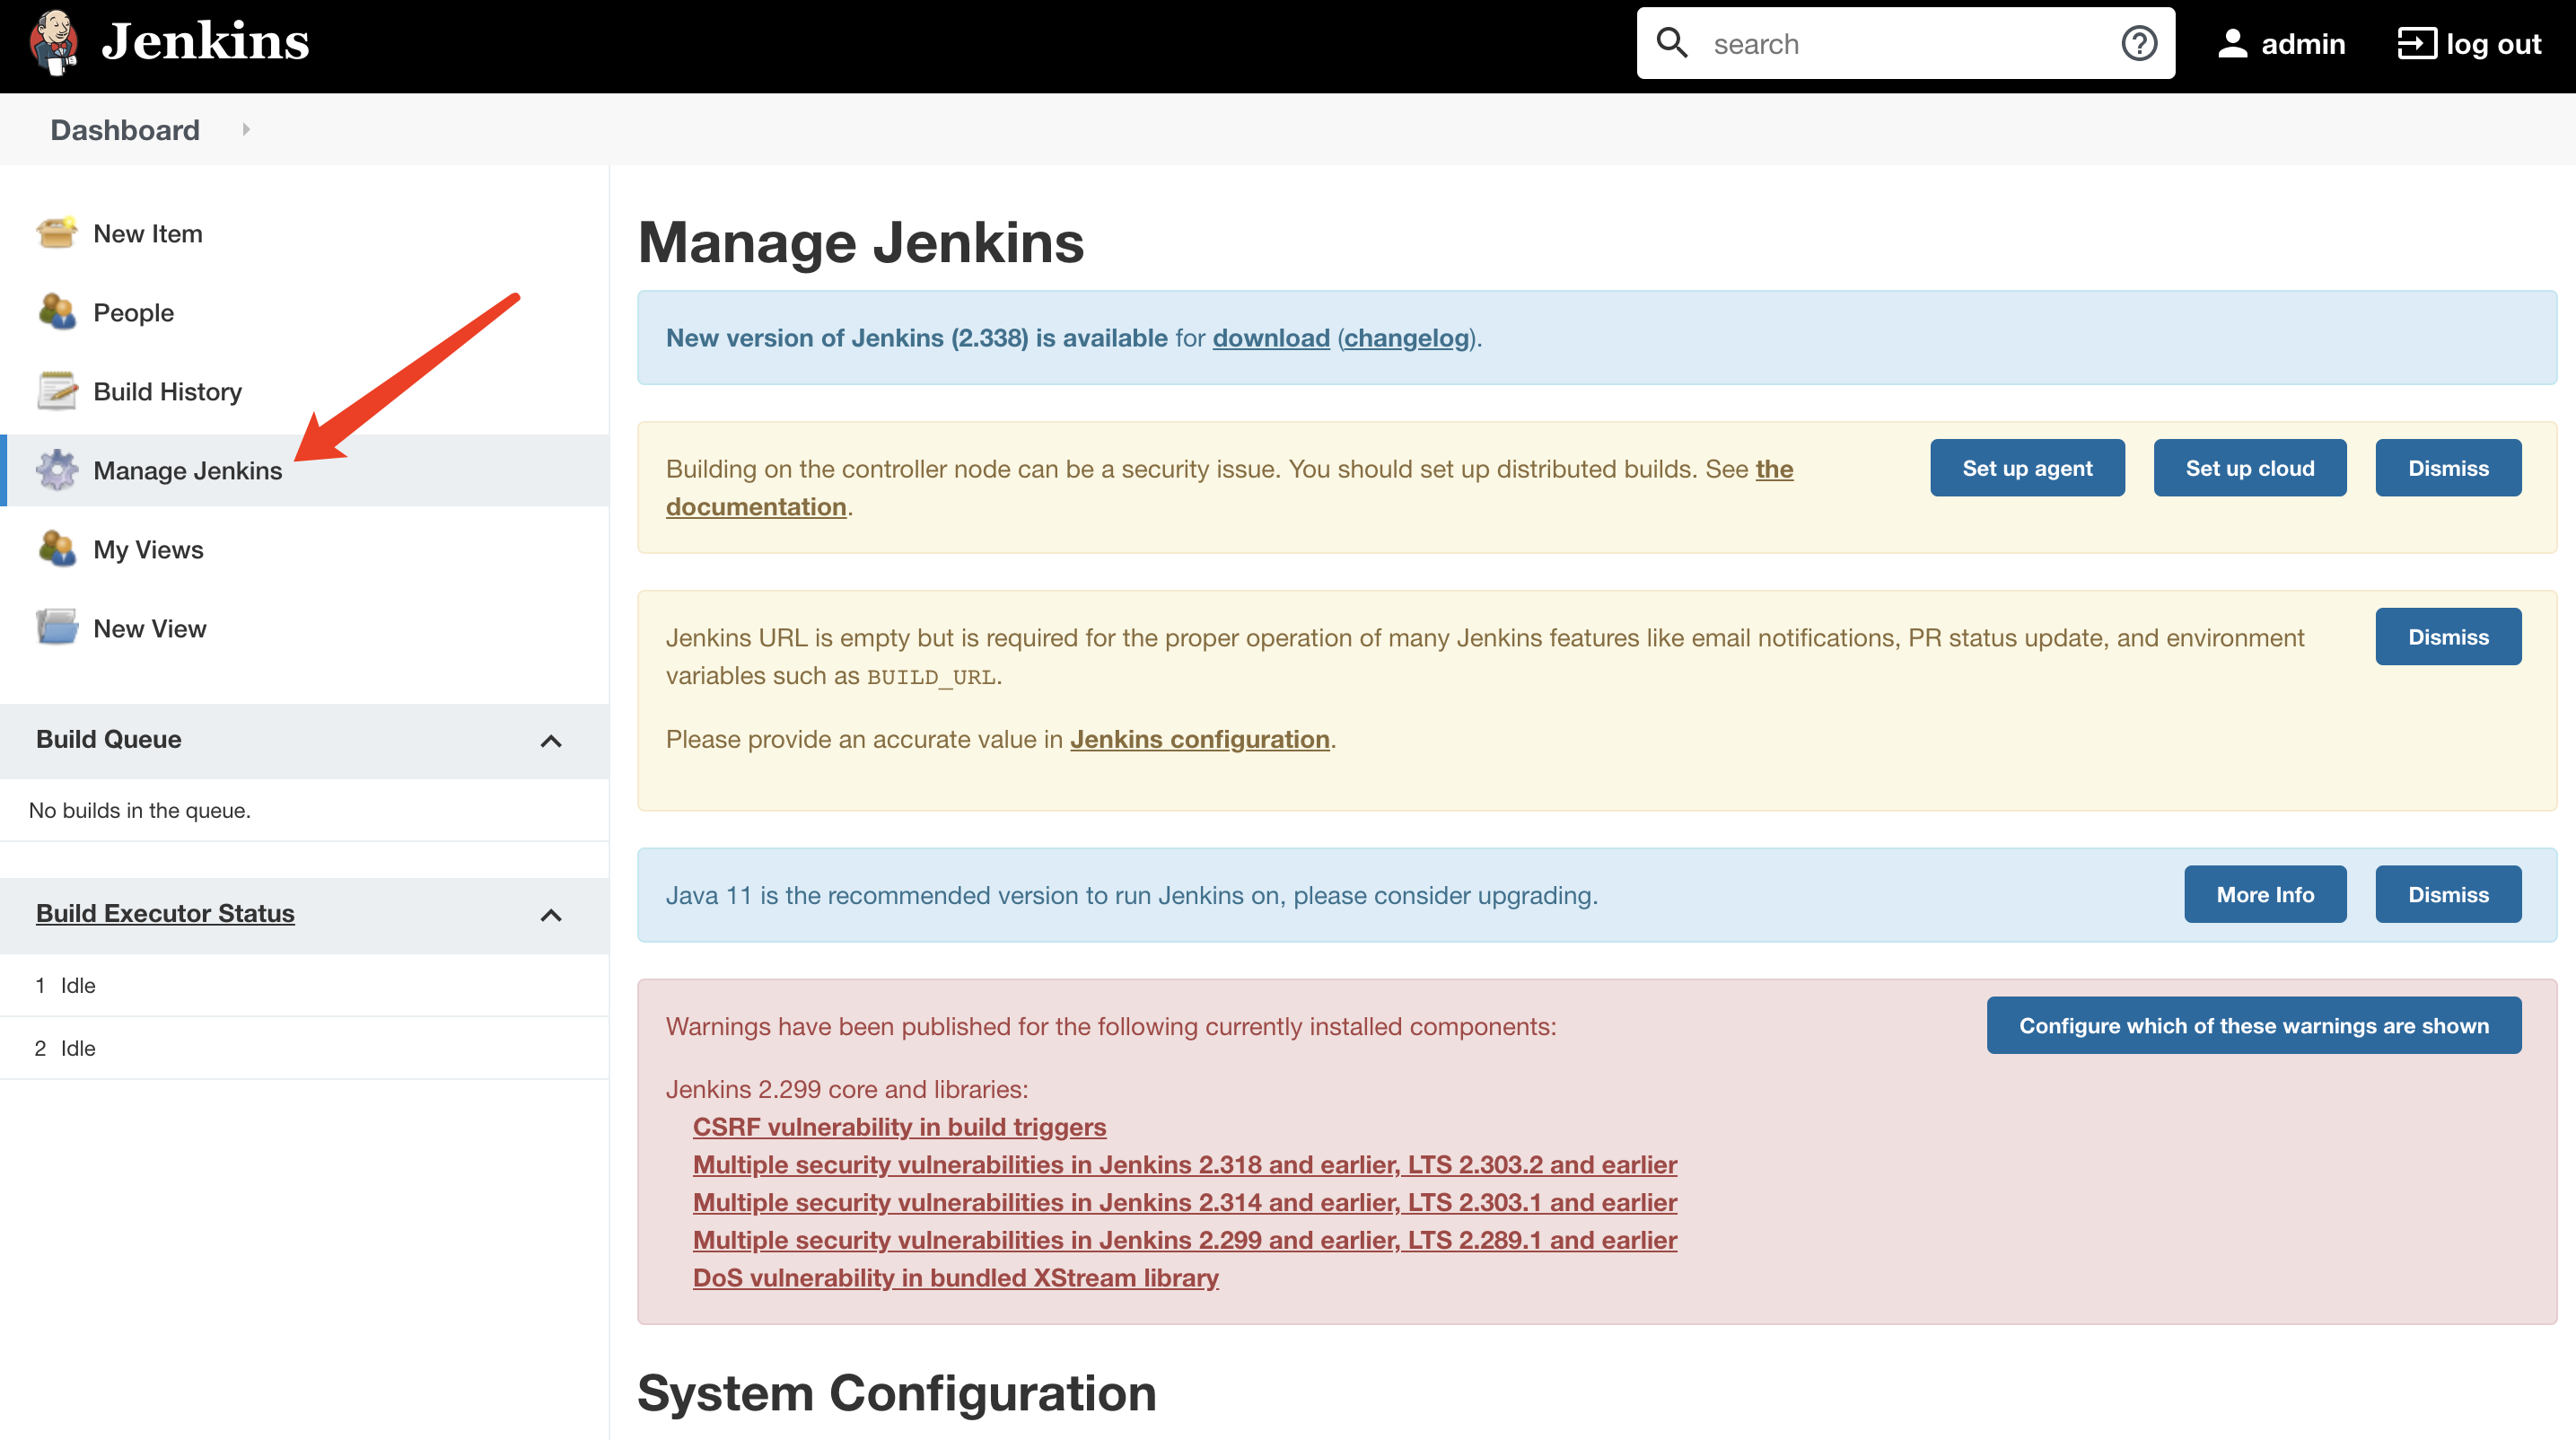 Jenkins
search
admin
log out
Dashboard
New Item
People
Build History
Manage Jenkins
My Views
New View
Build Queue
No builds in the queue.
Build Executor Status
1 Idle
2 Idle
Manage Jenkins
New version of Jenkins (2.338) is available for download (changelog).
Building on the controller node can be a security issue. You should set up distributed builds. See the
documentation.
Set up agent
Set up cloud
Dismiss
Jenkins URL is empty but is required for the proper operation of many Jenkins features like email notifications, PR status update, and environment
variables such as BUILD_URL.
Please provide an accurate value in Jenkins configuration.
Dismiss
Java 11 is the recommended version to run Jenkins on, please consider upgrading.
More Info
Dismiss
Warnings have been published for the following currently installed components:
Configure which of these warnings are shown
Jenkins 2.299 core and libraries:
CSRF vulnerability in build triggers
Multiple security vulnerabilities in Jenkins 2.318 and earlier, LTS 2.303.2 and earlier
Multiple security vulnerabilities in Jenkins 2.314 and earlier, LTS 2.303.1 and earlier
Multiple security vulnerabilities in Jenkins 2.299 and earlier, LTS 2.289.1 and earlier
DoS vulnerability in bundled XStream library
System Configuration